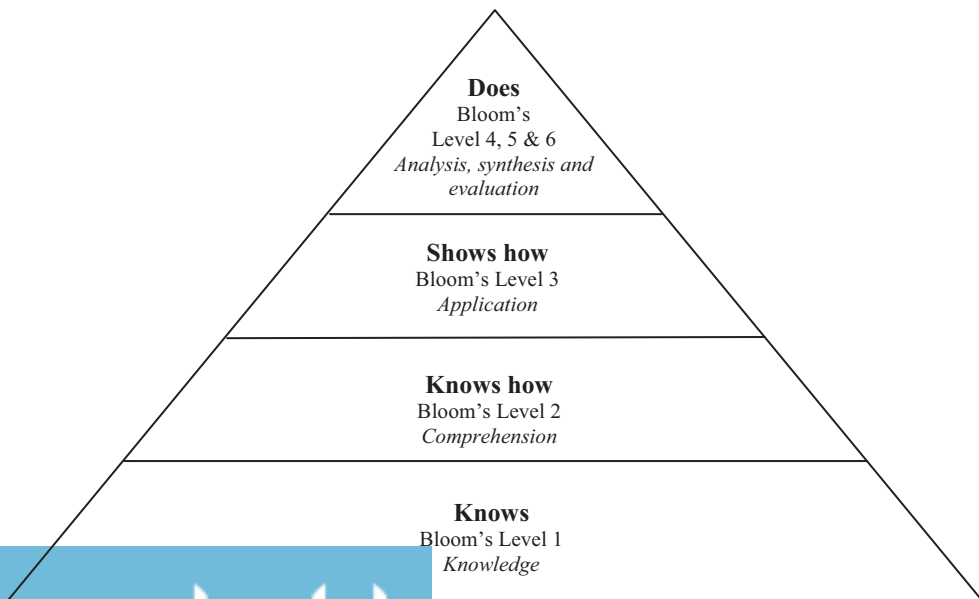 Does
Bloom’s
Level 4, 5 & 6
Analysis, synthesis and
evaluation
Shows how
Bloom’s Level 3
Application
Knows how
Bloom’s Level 2
Comprehension
Knows
Bloom’s Level 1
Knowledge